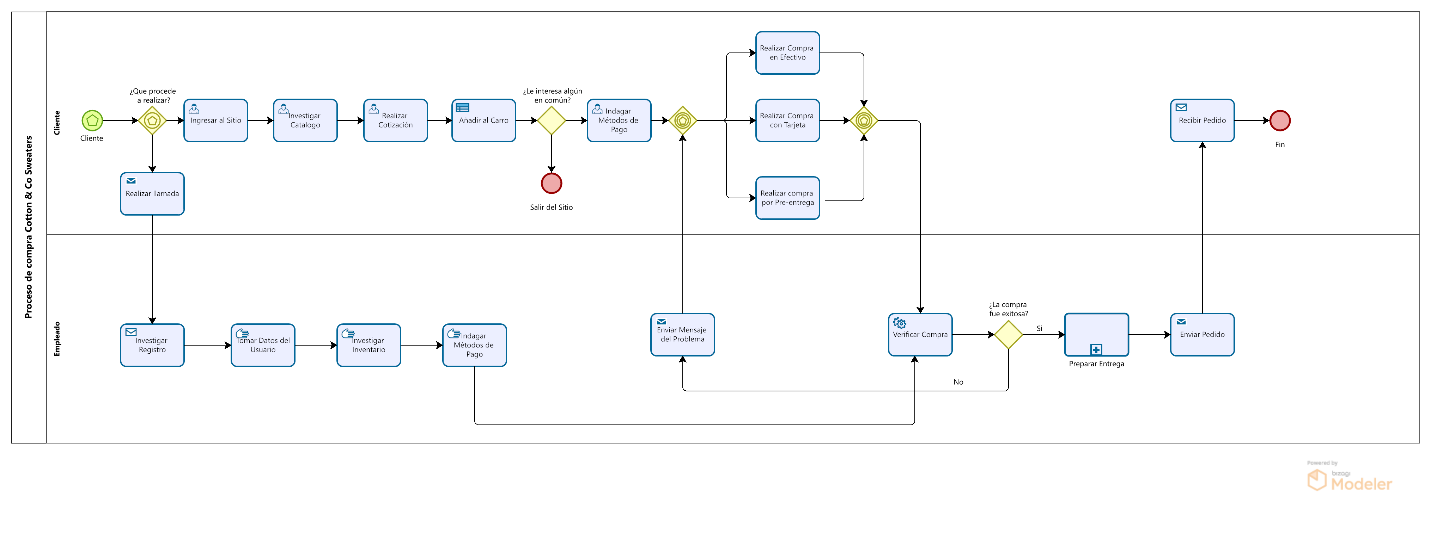 Proceso de compra Cotton & Co Sweaters
Cliente
Cliente
¿Que procede
a realizar?
Ingresar al Sitio
Investigar
Catalogo
Realizar
Cotización
Añadir al Carro
¿Le interesa algún
en común?
Salir del Sitio
Indagar
Métodos de
Pago
Realizar Compra
en Efectivo
Realizar Compra
con Tarjeta
Realizar compra
por Pre-entrega
Recibir Pedido
Fin
Realizar llamada
Empleado
Investigar
Registro
Tomar Datos del
Usuario
Investigar
Inventario
Indagar
Métodos de
Pago
Enviar Mensaje
del Problema
Verificar Compra
¿La compra
fue exitosa?
Si
No
Preparar Entrega
Enviar Pedido
Powered by
bizagi
Modeler